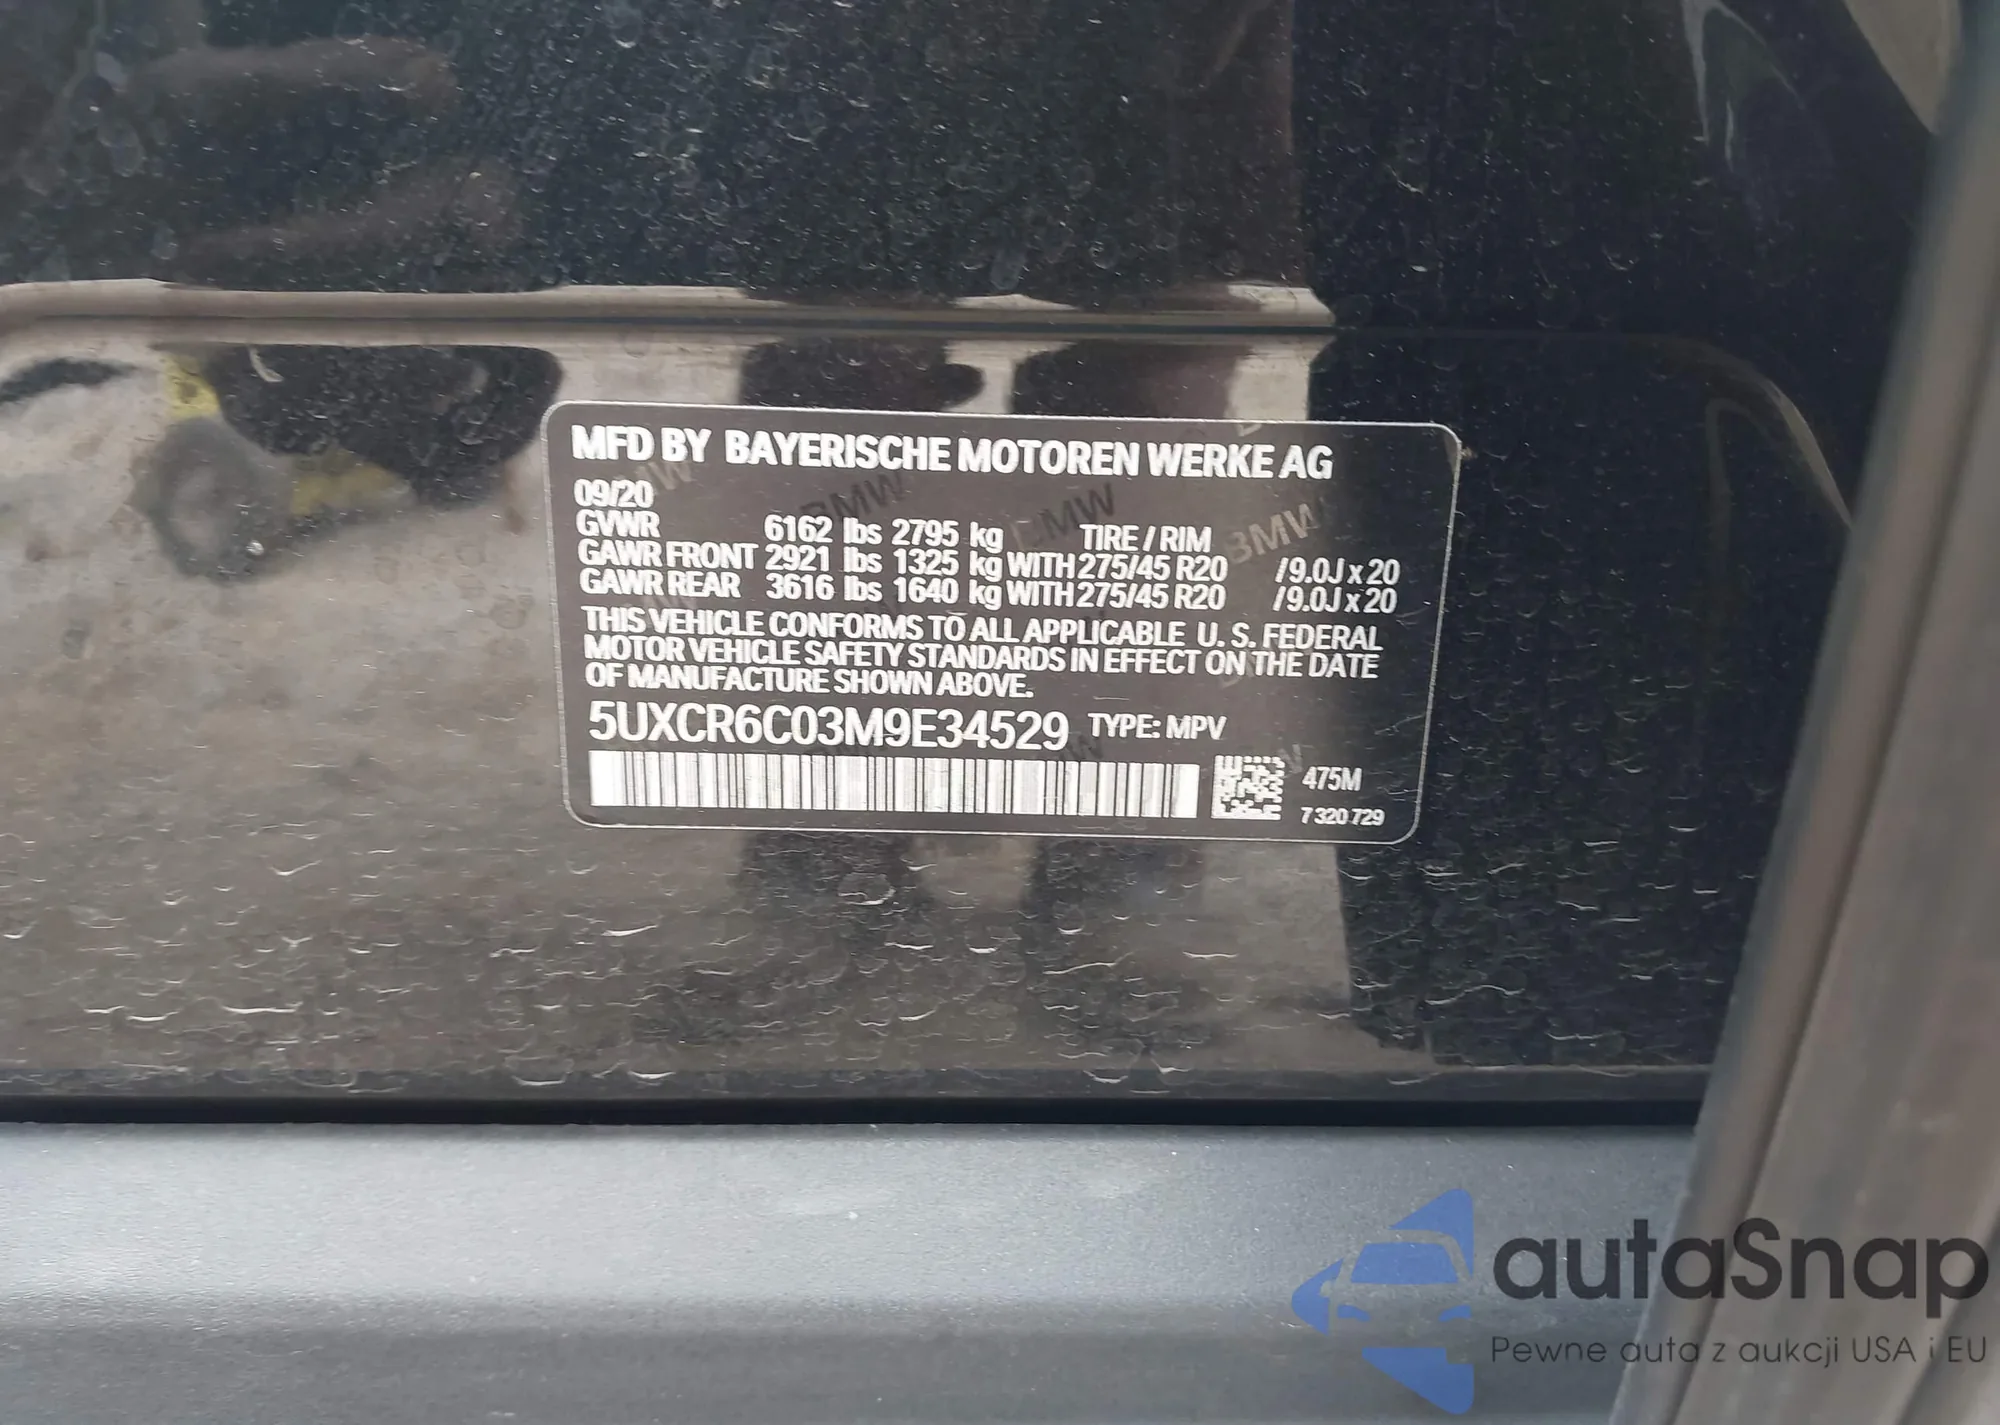 MFD BY BAYERISCHE MOTOREN WERKE AG
09/20
GVWR 6162 lbs 2795 kg TIRE / RIM
GAWR FRONT 2921 lbs 1325 kg WITH 275/45 R20 /9.0J x 20
GAWR REAR 3616 lbs 1640 kg WITH 275/45 R20 /9.0J x 20
THIS VEHICLE CONFORMS TO ALL APPLICABLE U. S. FEDERAL
MOTOR VEHICLE SAFETY STANDARDS IN EFFECT ON THE DATE
OF MANUFACTURE SHOWN ABOVE.
5UXCR6C03M9E34529 TYPE: MPV
475M
7 320 729
autaSnap
Pewne auta z aukcji USA i EU